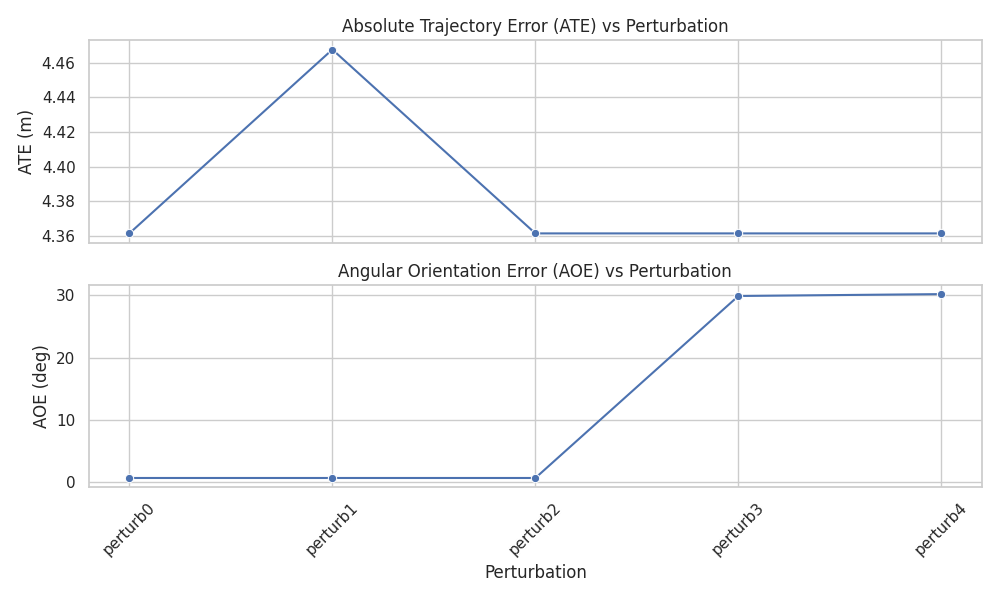 Absolute Trajectory Error (ATE) vs Perturbation
4.46
4.44
4.42
4.40
4.38
4.36
ATE (m)
Angular Orientation Error (AOE) vs Perturbation
30
20
10
0
AOE (deg)
perturb0
perturb1
perturb2
perturb3
perturb4
Perturbation